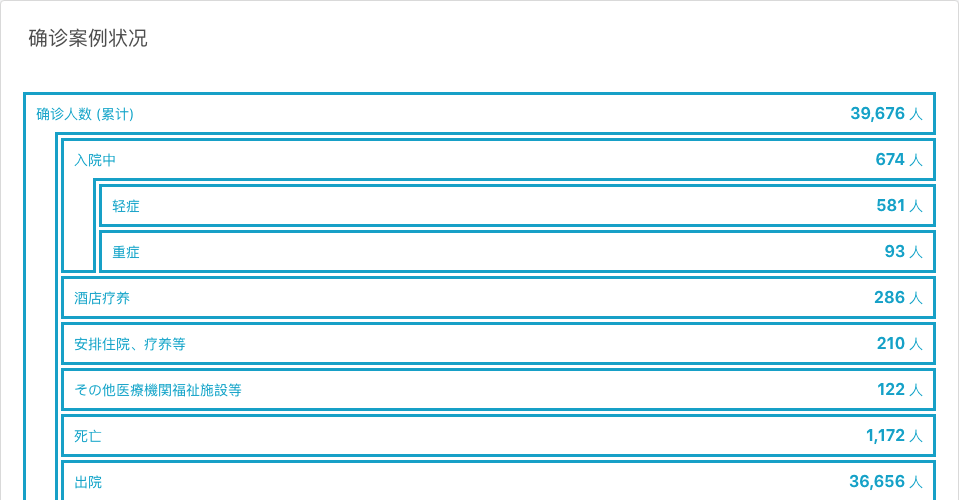 确诊案例状况
确诊人数 (累计) 39,676 人
入院中 674 人
轻症 581 人
重症 93 人
酒店疗养 286 人
安排住院、疗养等 210 人
その他医療機関福祉施設等 122 人
死亡 1,172 人
出院 36,656 人